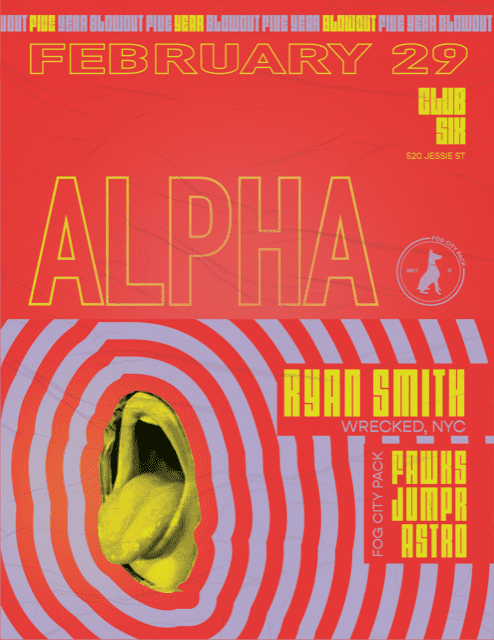 OUT FIVE YEAR BLOWOUT FIVE YEAR BLOWOUT FIVE YEAR BLOWOUT FIVE YEAR BLOWOUT
FEBRUARY 29
CLUB
SIX
520 JESSIE ST
ALPHA
FOG CITY PACK
RYAN SMITH
WRECKED, NYC
FOG CITY PACK
FAWKS
JUMPR
ASTRO